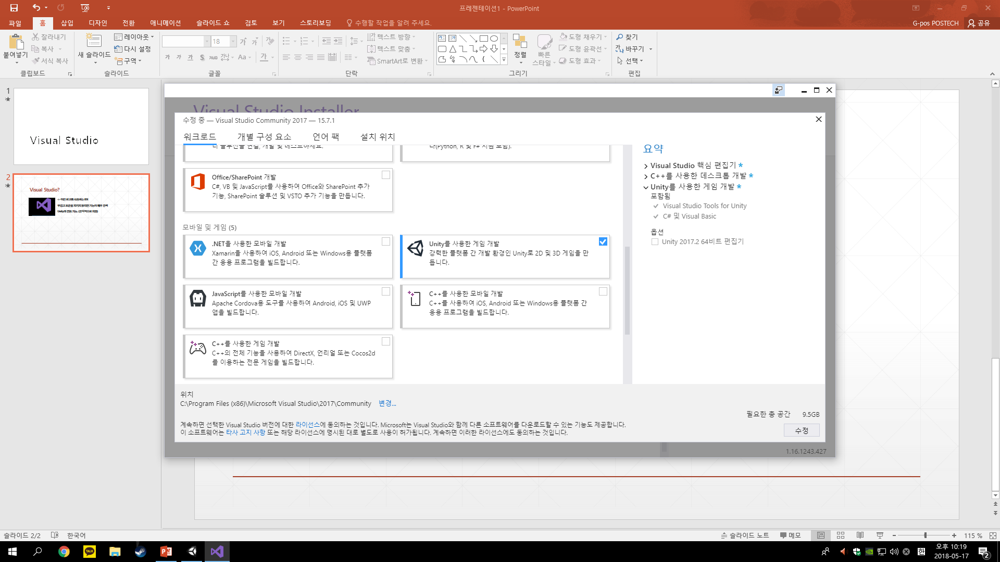 프레젠테이션1 - PowerPoint
파일 홈 삽입 디자인 전환 애니메이션 슬라이드 쇼 검토 보기 스토리보딩 수행할 작업을 알려 주세요.
G-pos POSTECH 공유
붙여넣기
잘라내기
복사
서식 복사
클립보드
새 슬라이드
레이아웃
다시 설정
구역
슬라이드
18
가 가 가 S abc 간 Aa 가
글꼴
텍스트 방향
텍스트 맞춤
SmartArt로 변환
단락
정렬
빠른
스타일
도형 채우기
도형 윤곽선
도형 효과
그리기
찾기
바꾸기
선택
편집
1
Visual Studio
2
Visual Studio?
Visual Studio Installer
수정 중 — Visual Studio Community 2017 — 15.7.1
워크로드 개별 구성 요소 언어 팩 설치 위치
너 솔루션을 연결, 개발 및 테스트하세요.
다(Python, R 및 F# 지원 포함).
Office/SharePoint 개발
C#, VB 및 JavaScript를 사용하여 Office와 SharePoint 추가
기능, SharePoint 솔루션 및 VSTO 추가 기능을 만듭니다.
모바일 및 게임 (5)
.NET을 사용한 모바일 개발
Xamarin을 사용하여 iOS, Android 또는 Windows용 플랫폼
간 응용 프로그램을 빌드합니다.
Unity를 사용한 게임 개발
강력한 플랫폼 간 개발 환경인 Unity로 2D 및 3D 게임을 만
듭니다.
JavaScript를 사용한 모바일 개발
Apache Cordova용 도구를 사용하여 Android, iOS 및 UWP
앱을 빌드합니다.
C++를 사용한 모바일 개발
C++를 사용하여 iOS, Android 또는 Windows용 플랫폼 간
응용 프로그램을 빌드합니다.
C++를 사용한 게임 개발
C++의 전체 기능을 사용하여 DirectX, 언리얼 또는 Cocos2d
를 이용하는 전문 게임을 빌드합니다.
요약
Visual Studio 핵심 편집기 *
C++를 사용한 데스크톱 개발 *
Unity를 사용한 게임 개발 *
포함됨
Visual Studio Tools for Unity
C# 및 Visual Basic
옵션
Unity 2017.2 64비트 편집기
위치
C:\Program Files (x86)\Microsoft Visual Studio\2017\Community 변경...
필요한 총 공간 9.5GB
계속하면 선택한 Visual Studio 버전에 대한 라이선스에 동의하는 것입니다. Microsoft는 Visual Studio와 함께 다른 소프트웨어를 다운로드할 수 있는 기능도 제공합니다.
이 소프트웨어는 타사 고지 사항 또는 해당 라이선스에 명시된 대로 별도로 사용이 허가됩니다. 계속하면 이러한 라이선스에도 동의하는 것입니다.
수정
1.16.1243.427
슬라이드 2/2 한국어
슬라이드 노트 메모 115 %
TALK
한
오후 10:19
2018-05-17
2